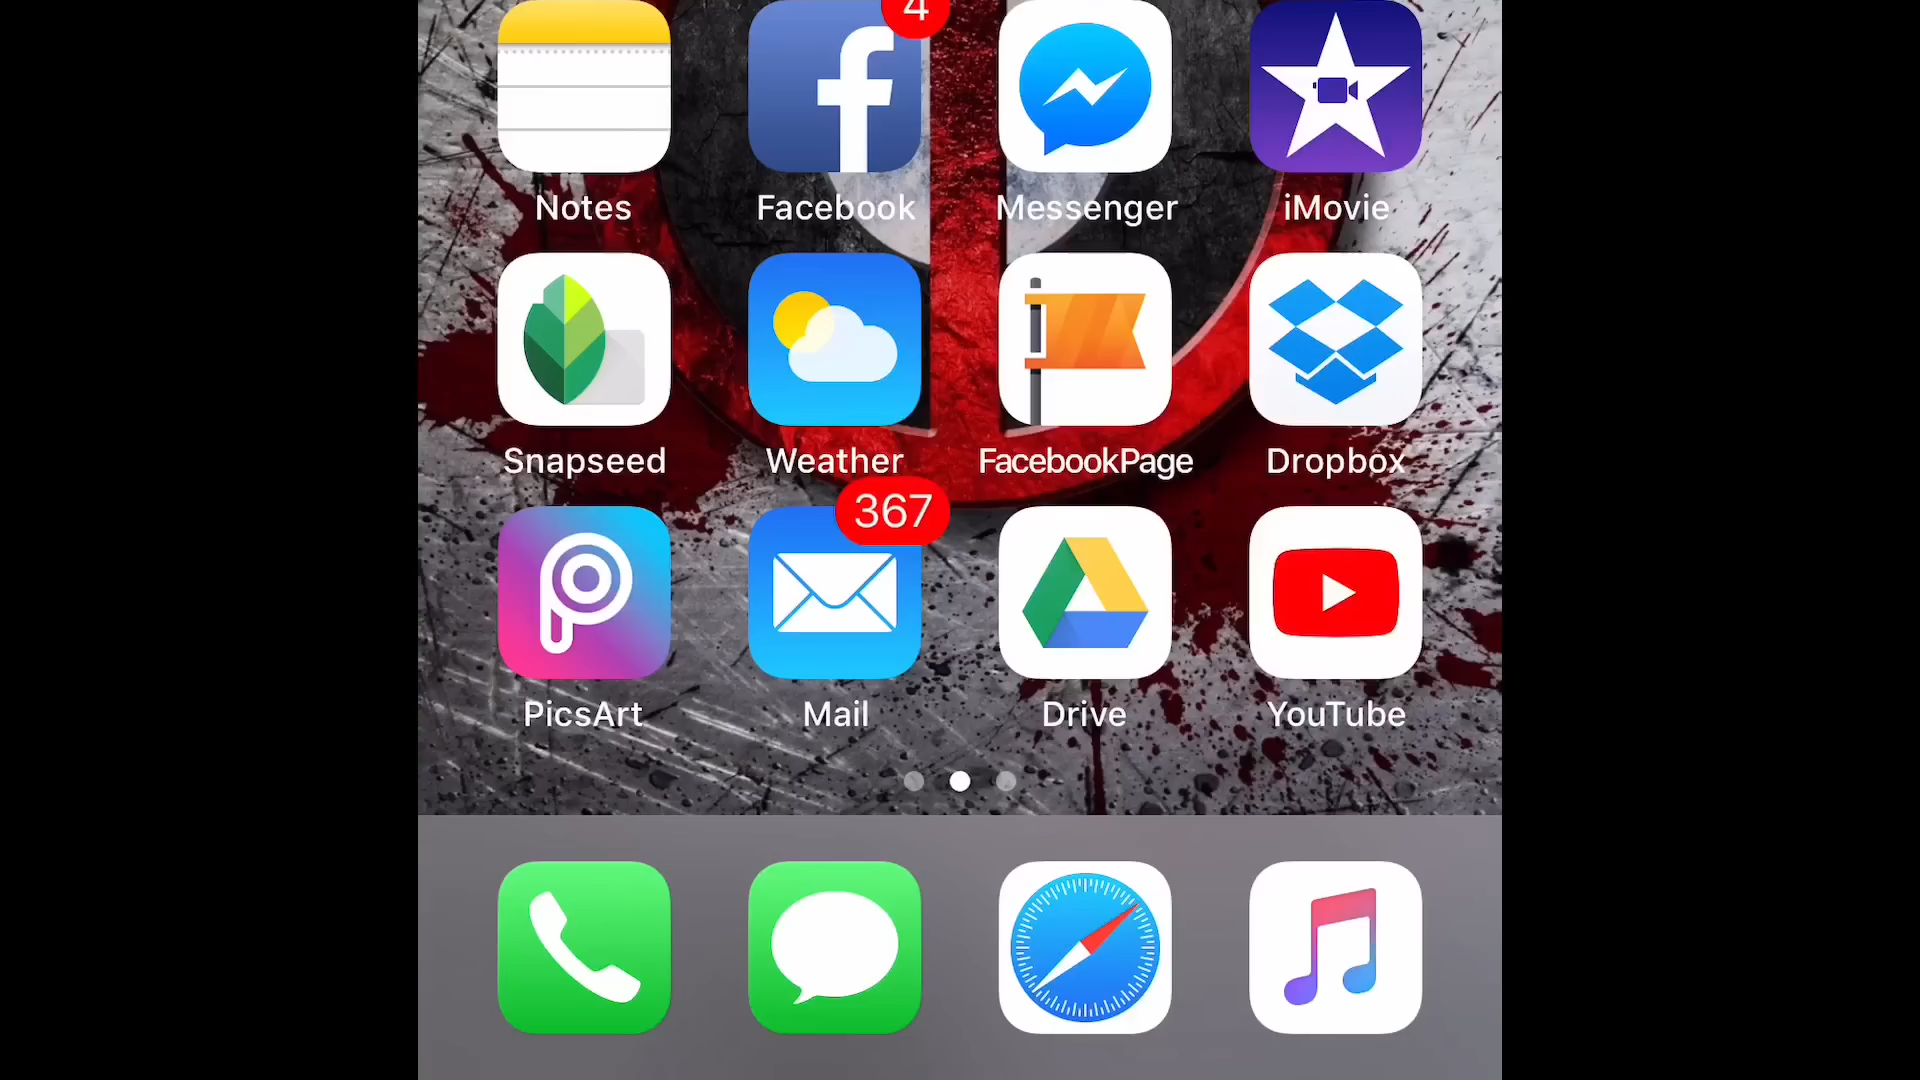 4
Notes
Facebook
Messenger
iMovie
Snapseed
Weather
FacebookPage
Dropbox
367
PicsArt
Mail
Drive
YouTube